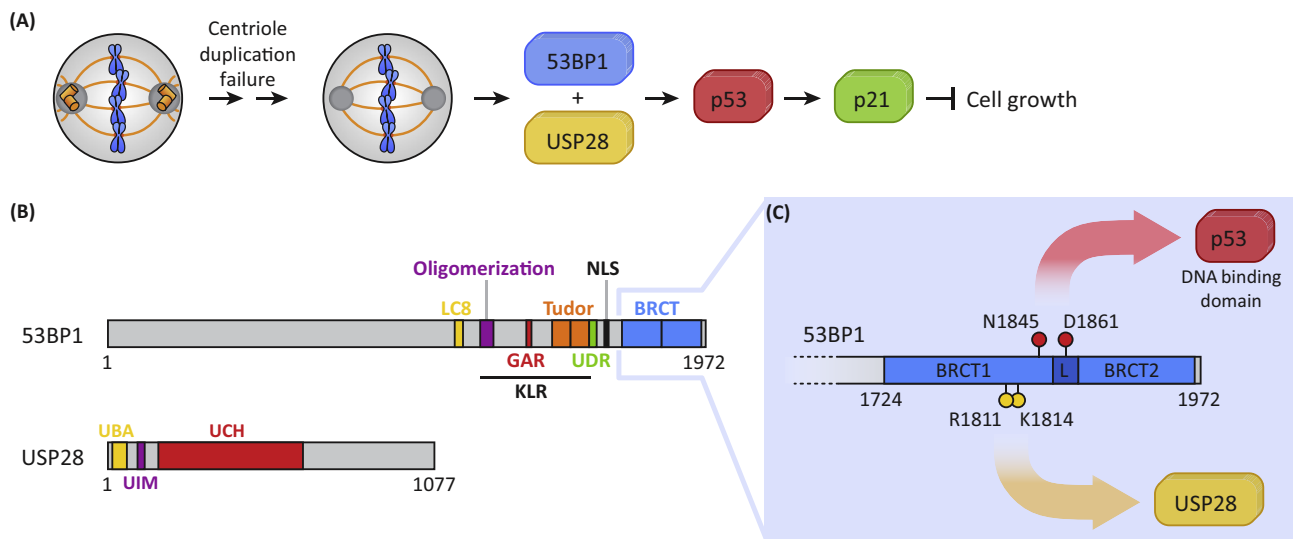 (A)
Centriole
duplication
failure
53BP1
+
USP28
p53
p21
Cell growth
(B)
Oligomerization
NLS
LC8
Tudor
BRCT
53BP1
1
1972
GAR
UDR
KLR
UBA
UCH
USP28
1
1077
UIM
(C)
p53
DNA binding
domain
N1845
D1861
53BP1
BRCT1
L
BRCT2
1724
1972
R1811
K1814
USP28